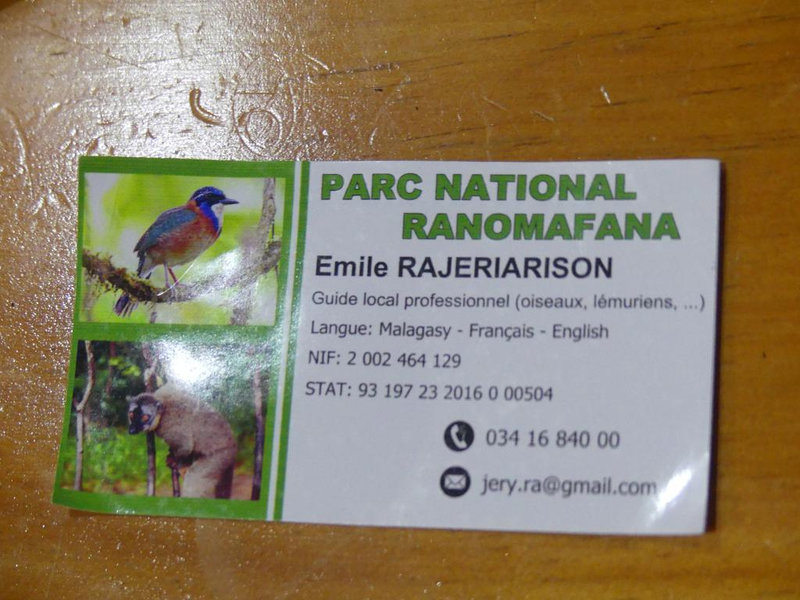 PARC NATIONAL
RANOMAFANA
Emile RAJERIARISON
Guide local professionnel (oiseaux, lémuriens, ...)
Langue: Malagasy - Français - English
NIF: 2 002 464 129
STAT: 93 197 23 2016 0 00504
034 16 840 00
jery.ra@gmail.com